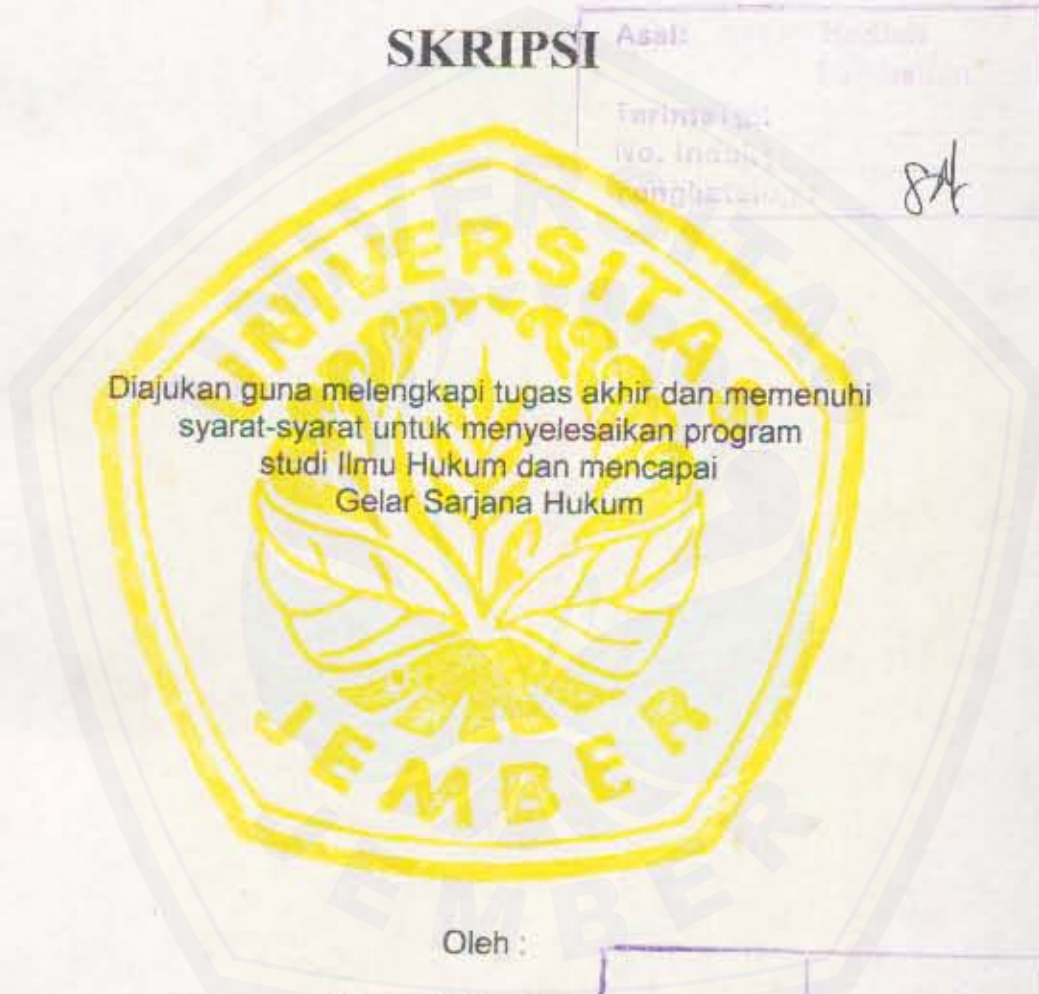 SKRIPSI
Asal:
UNIVERSITAS
Diajukan guna melengkapi tugas akhir dan memenuhi
syarat-syarat untuk menyelesaikan program
studi Ilmu Hukum dan mencapai
Gelar Sarjana Hukum
JEMBER
Oleh :